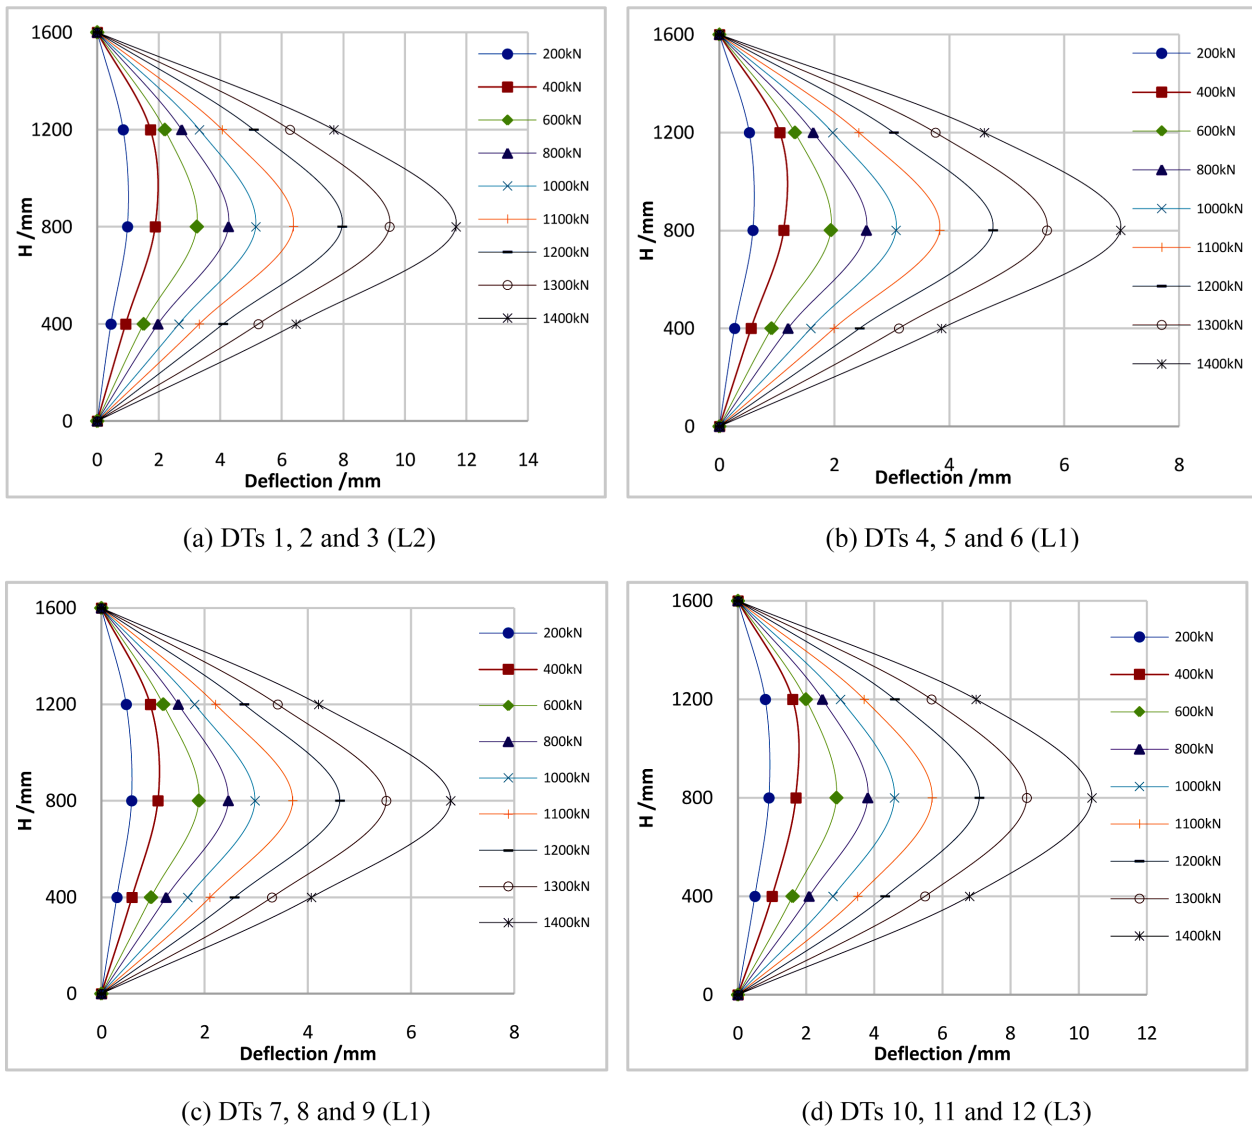 1600
1200
800
400
0
H /mm
0 2 4 6 8 10 12 14
Deflection /mm
200kN
400kN
600kN
800kN
1000kN
1100kN
1200kN
1300kN
1400kN
(a) DTs 1, 2 and 3 (L2)
1600
1200
800
400
0
H /mm
0 2 4 6 8
Deflection /mm
200kN
400kN
600kN
800kN
1000kN
1100kN
1200kN
1300kN
1400kN
(b) DTs 4, 5 and 6 (L1)
1600
1200
800
400
0
H /mm
0 2 4 6 8
Deflection /mm
200kN
400kN
600kN
800kN
1000kN
1100kN
1200kN
1300kN
1400kN
(c) DTs 7, 8 and 9 (L1)
1600
1200
800
400
0
H /mm
0 2 4 6 8 10 12
Deflection /mm
200kN
400kN
600kN
800kN
1000kN
1100kN
1200kN
1300kN
1400kN
(d) DTs 10, 11 and 12 (L3)